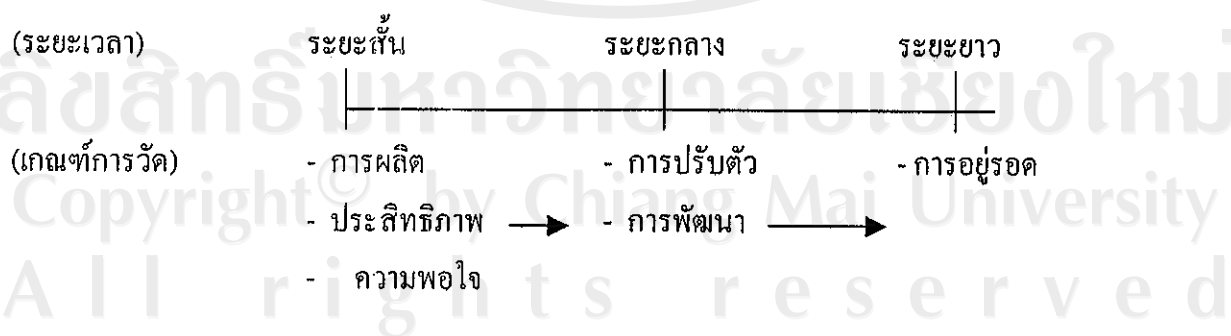 (ระยะเวลา) ระยะสั้น ระยะกลาง ระยะยาว
ลิขสิทธิ์มหาวิทยาลัยเชียงใหม่
(เกณฑ์การวัด) - การผลิต - การปรับตัว - การอยู่รอด
Copyright© by Chiang Mai University
- ประสิทธิภาพ - การพัฒนา
- ความพอใจ
All rights reserved